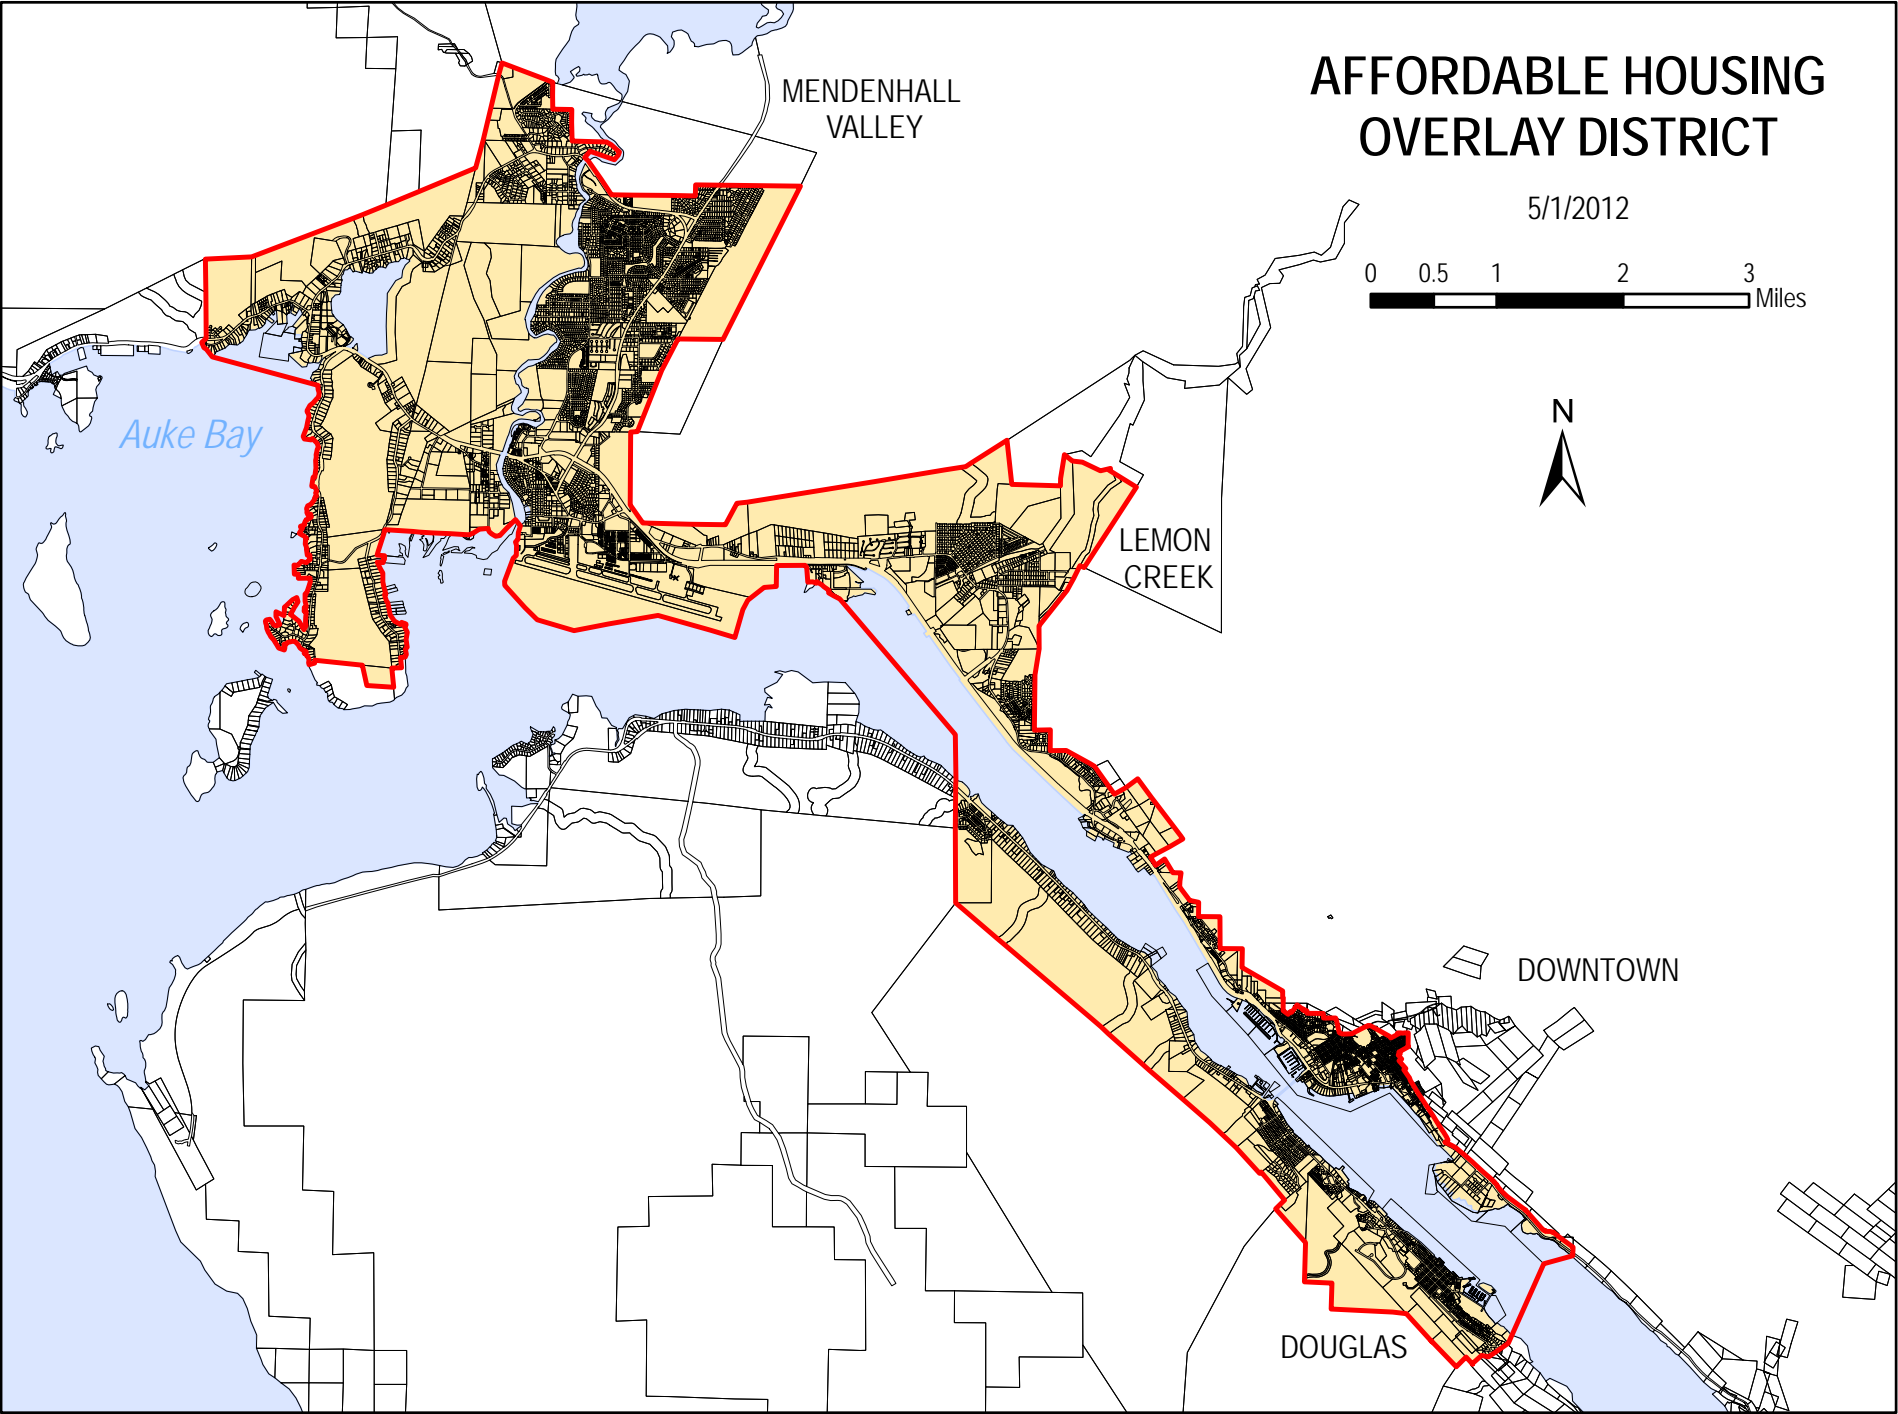 AFFORDABLE HOUSING
OVERLAY DISTRICT
5/1/2012
0 0.5 1 2 3
Miles
N
MENDENHALL
VALLEY
Auke Bay
LEMON
CREEK
DOWNTOWN
DOUGLAS